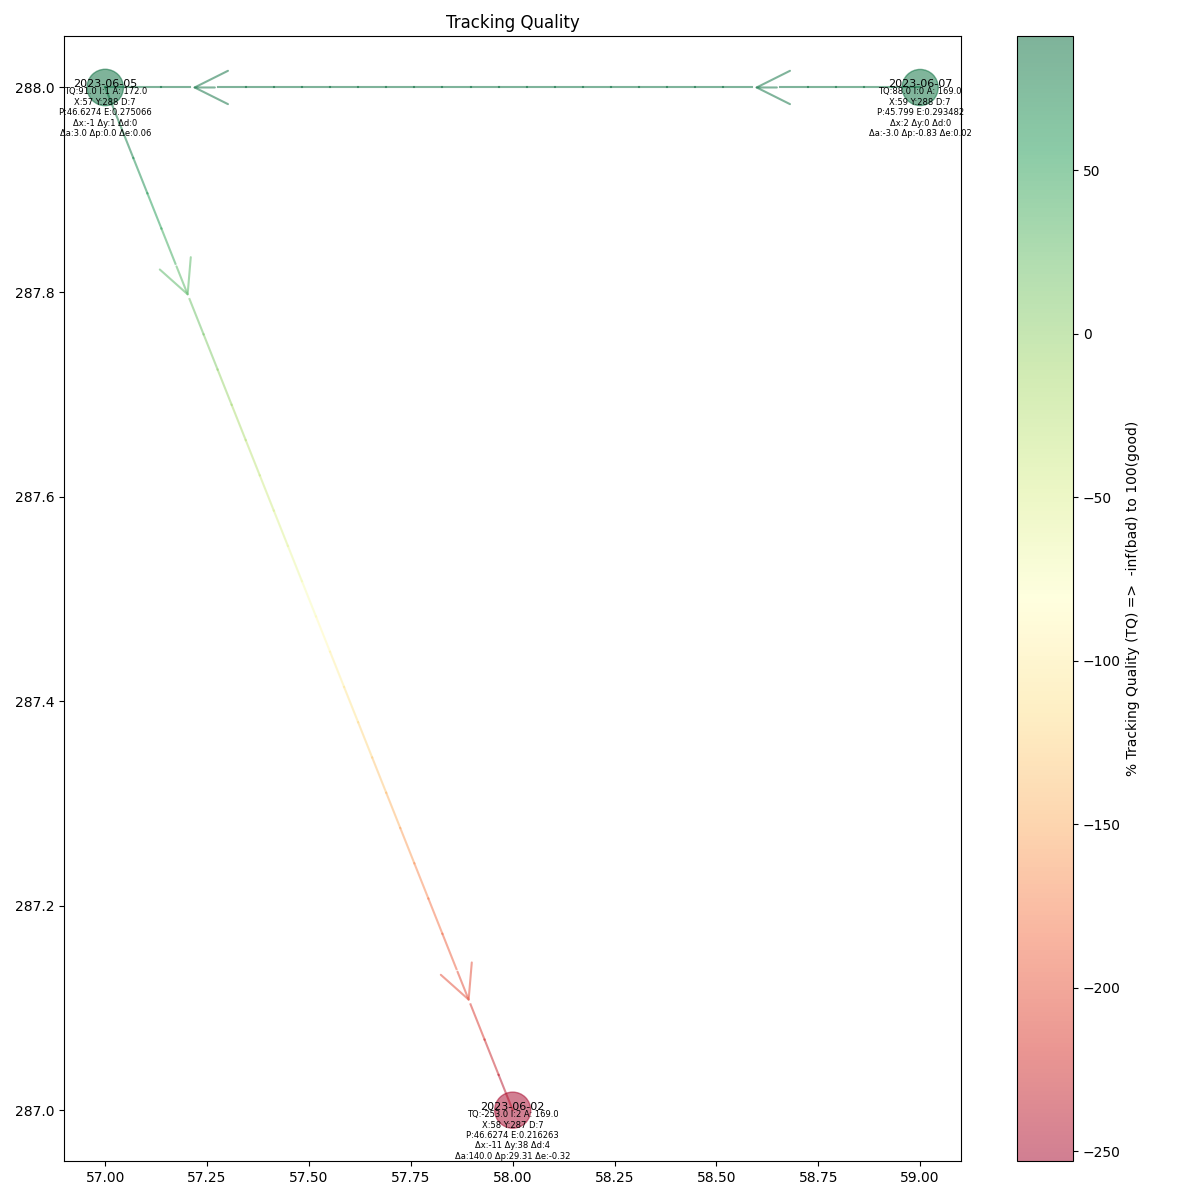 Tracking Quality
288.0
287.8
287.6
287.4
287.2
287.0
2023-06-05
TQ:91.0 I:1 A: 172.0
X:57 Y:288 D:7
P:46.6274 E:0.275066
Δx:-1 Δy:1 Δd:0
Δa:3.0 Δp:0.0 Δe:0.06
2023-06-07
TQ:88.0 I:0 A: 169.0
X:59 Y:288 D:7
P:45.799 E:0.293482
Δx:2 Δy:0 Δd:0
Δa:-3.0 Δp:-0.83 Δe:0.02
2023-06-02
TQ:-253.0 I:2 A: 169.0
X:58 Y:287 D:7
P:46.6274 E:0.216263
Δx:-11 Δy:38 Δd:4
Δa:140.0 Δp:29.31 Δe:-0.32
57.00 57.25 57.50 57.75 58.00 58.25 58.50 58.75 59.00
50
0
−50
−100
−150
−200
−250
% Tracking Quality (TQ) => -inf(bad) to 100(good)